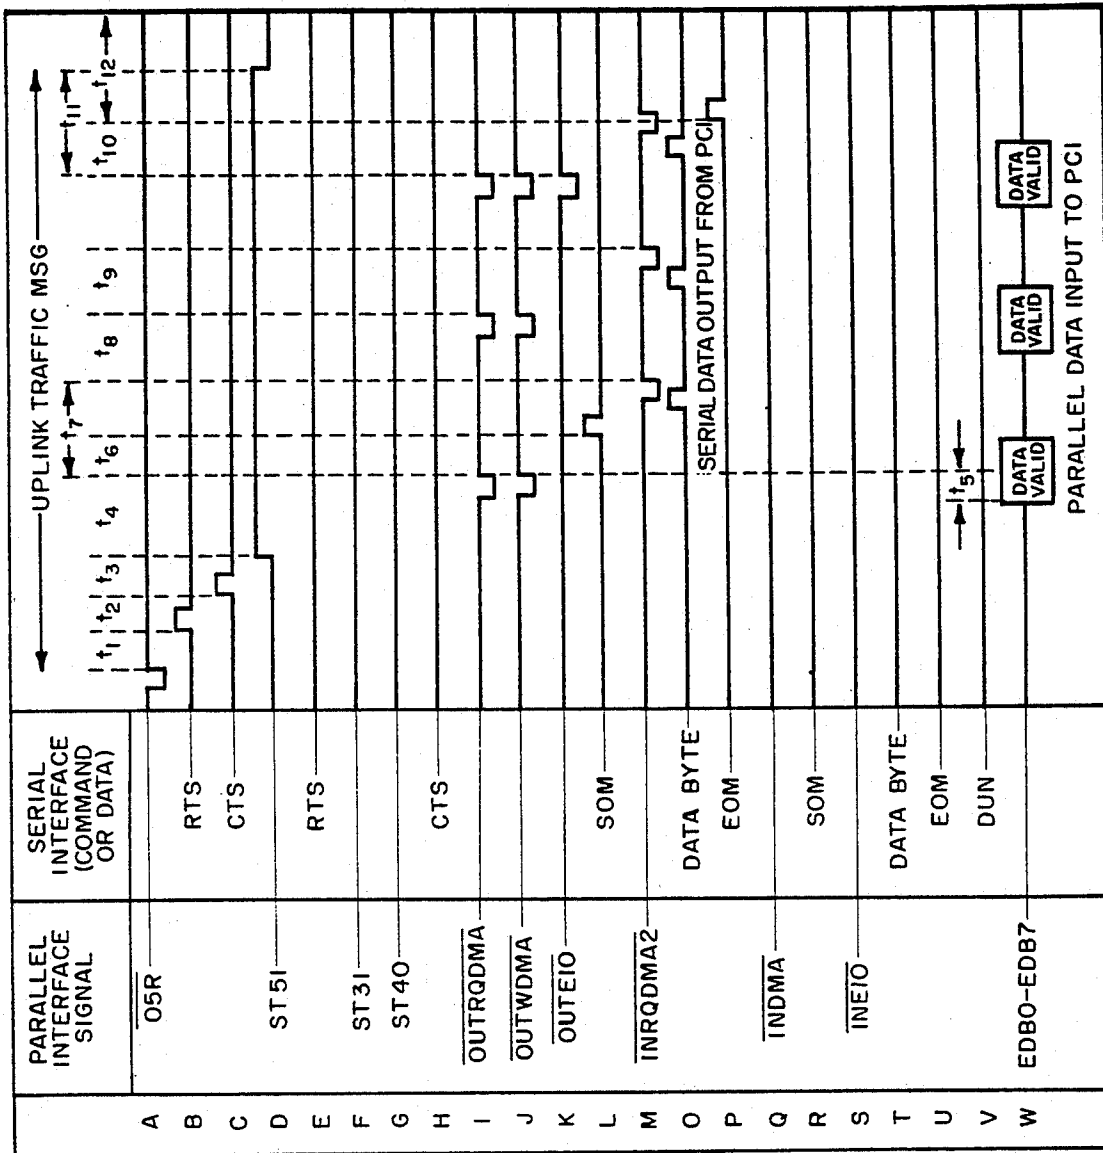 PARALLEL
INTERFACE
SIGNAL
SERIAL
INTERFACE
(COMMAND
OR DATA)
UPLINK TRAFFIC MSG
t1
t2
t3
t4
t5
t6
t7
t8
t9
t10
t11
t12
A
O5R
B
RTS
C
CTS
D
ST51
E
RTS
F
ST31
G
ST40
H
CTS
I
OUTRQDMA
J
OUTWDMA
K
OUTEIO
L
SOM
M
INRQDMA2
O
DATA BYTE
SERIAL DATA OUTPUT FROM PCI
P
EOM
Q
INDMA
R
SOM
S
INEIO
T
DATA BYTE
U
EOM
V
DUN
W
EDBO-EDB7
DATA
VALID
DATA
VALID
DATA
VALID
PARALLEL DATA INPUT TO PCI